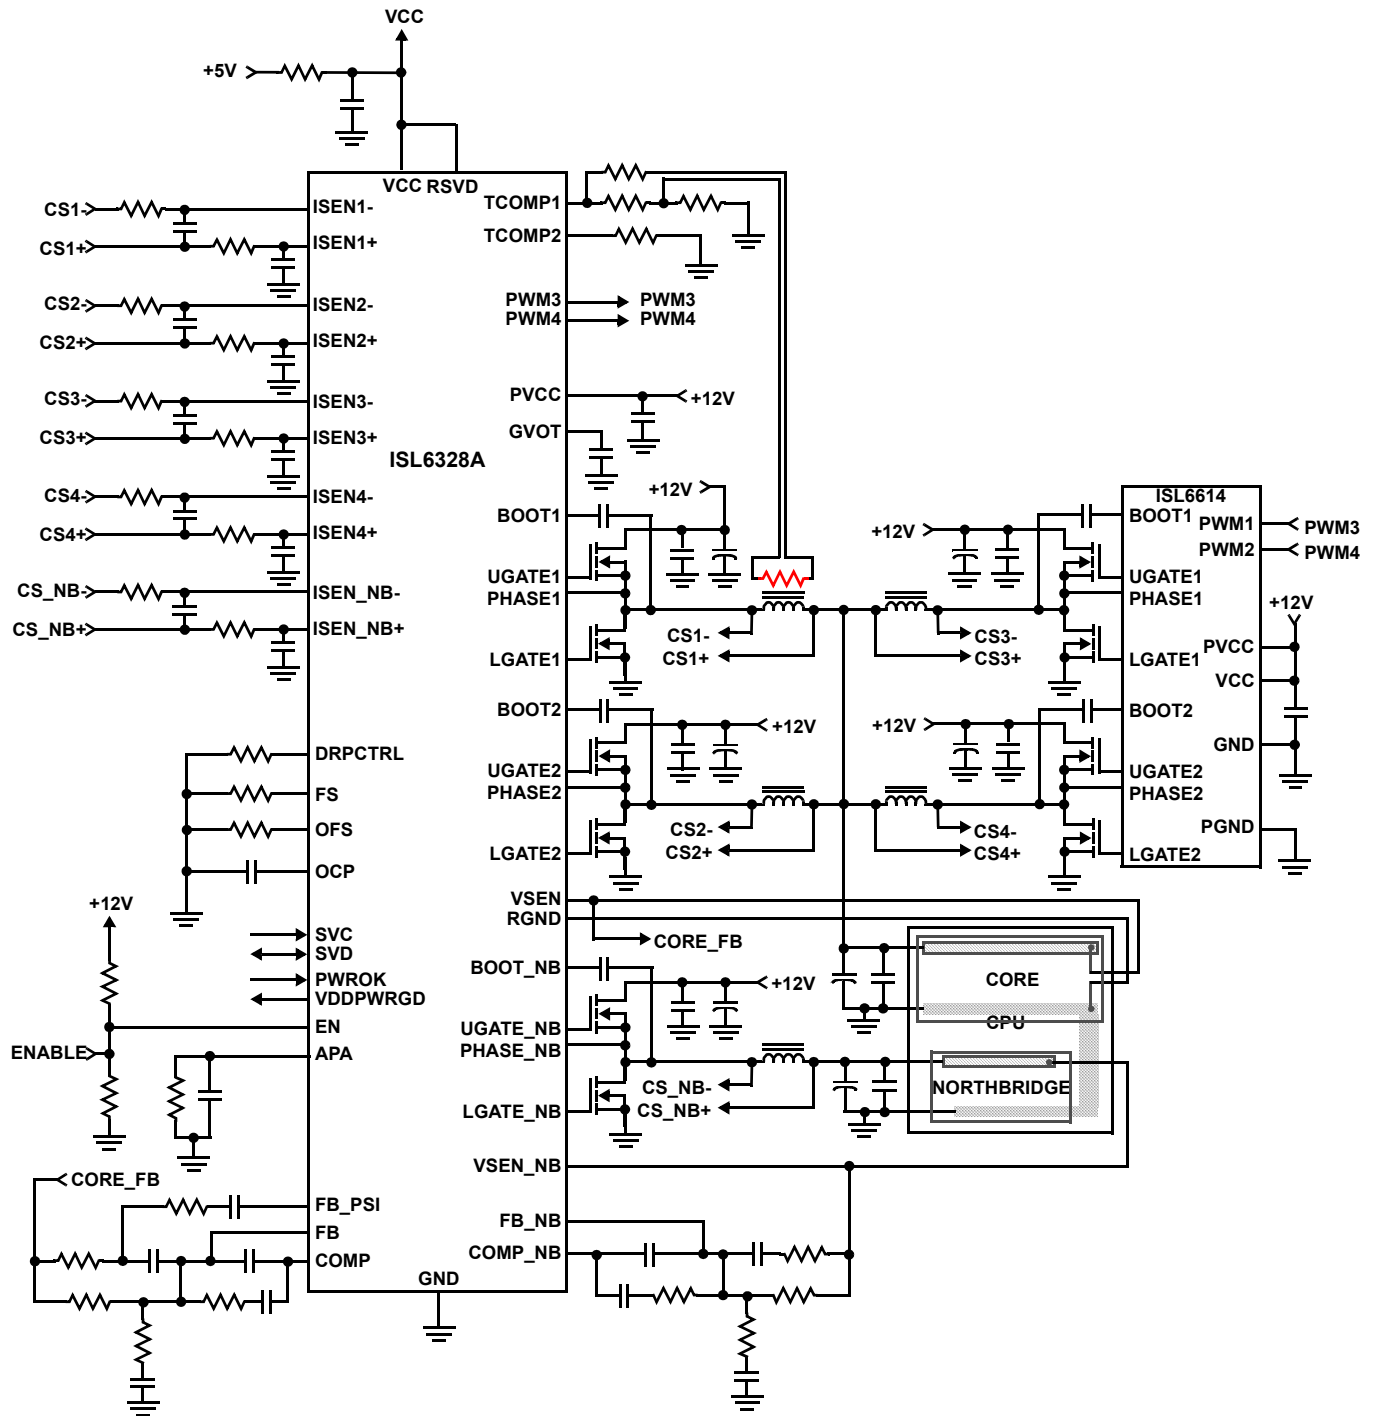 VCC
+5V
VCC RSVD
CS1-
CS1+
CS2-
CS2+
CS3-
CS3+
CS4-
CS4+
CS_NB-
CS_NB+
ISEN1-
ISEN1+
ISEN2-
ISEN2+
ISEN3-
ISEN3+
ISEN4-
ISEN4+
ISEN_NB-
ISEN_NB+
DRPCTRL
FS
OFS
OCP
+12V
SVC
SVD
PWROK
VDDPWRGD
EN
ENABLE
APA
CORE_FB
FB_PSI
FB
COMP
GND
ISL6328A
TCOMP1
TCOMP2
PWM3 PWM3
PWM4 PWM4
PVCC
+12V
GVOT
+12V
BOOT1
UGATE1
PHASE1
CS1-
CS1+
LGATE1
BOOT2
+12V
UGATE2
PHASE2
CS2-
CS2+
LGATE2
VSEN
RGND
CORE_FB
BOOT_NB
+12V
UGATE_NB
PHASE_NB
CS_NB-
CS_NB+
LGATE_NB
VSEN_NB
FB_NB
COMP_NB
+12V
CS3-
CS3+
+12V
CS4-
CS4+
ISL6614
BOOT1
PWM1
PWM3
PWM2
PWM4
UGATE1
PHASE1
+12V
LGATE1
PVCC
VCC
BOOT2
GND
UGATE2
PHASE2
PGND
LGATE2
CORE
CPU
NORTHBRIDGE